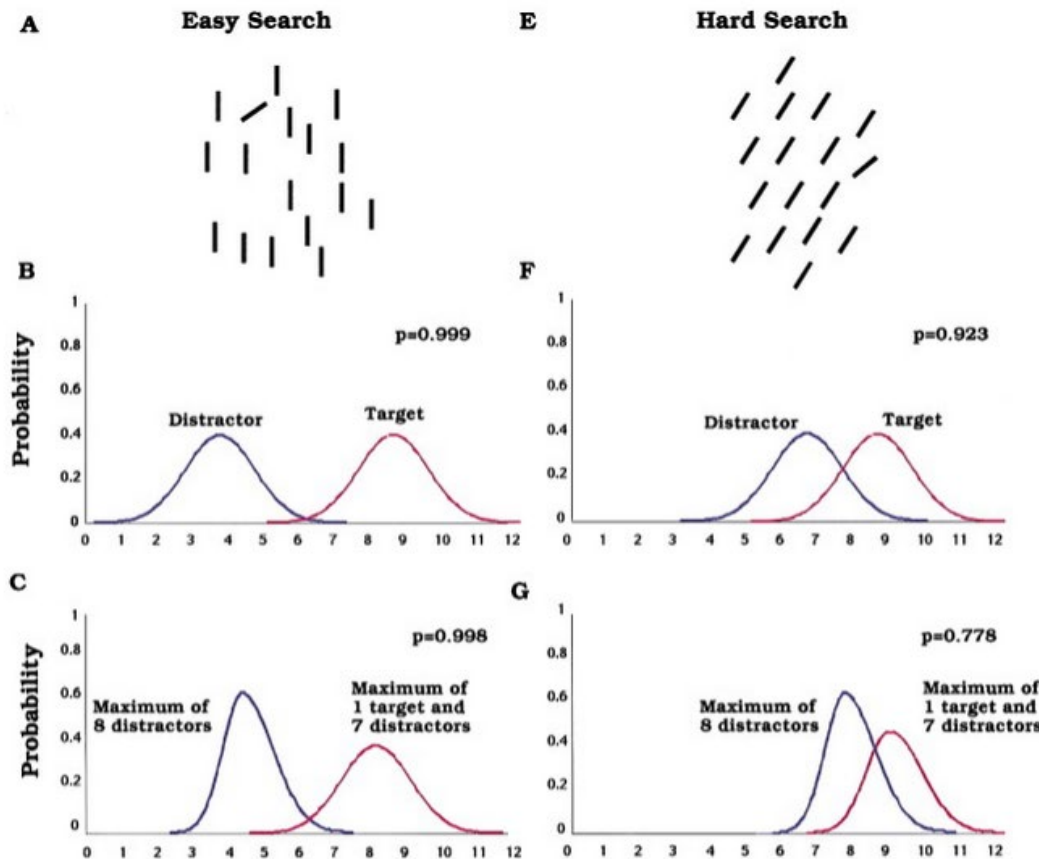 A
Easy Search
E
Hard Search
B
Probability
1
0.8
0.6
0.4
0.2
0
p=0.999
Distractor
Target
0 1 2 3 4 5 6 7 8 9 10 11 12
F
1
0.8
0.6
0.4
0.2
0
p=0.923
Distractor
Target
0 1 2 3 4 5 6 7 8 9 10 11 12
C
Probability
1
0.8
0.6
0.4
0.2
0
p=0.998
Maximum of
8 distractors
Maximum of
1 target and
7 distractors
0 1 2 3 4 5 6 7 8 9 10 11 12
G
1
0.8
0.6
0.4
0.2
0
p=0.778
Maximum of
8 distractors
Maximum of
1 target and
7 distractors
0 1 2 3 4 5 6 7 8 9 10 11 12